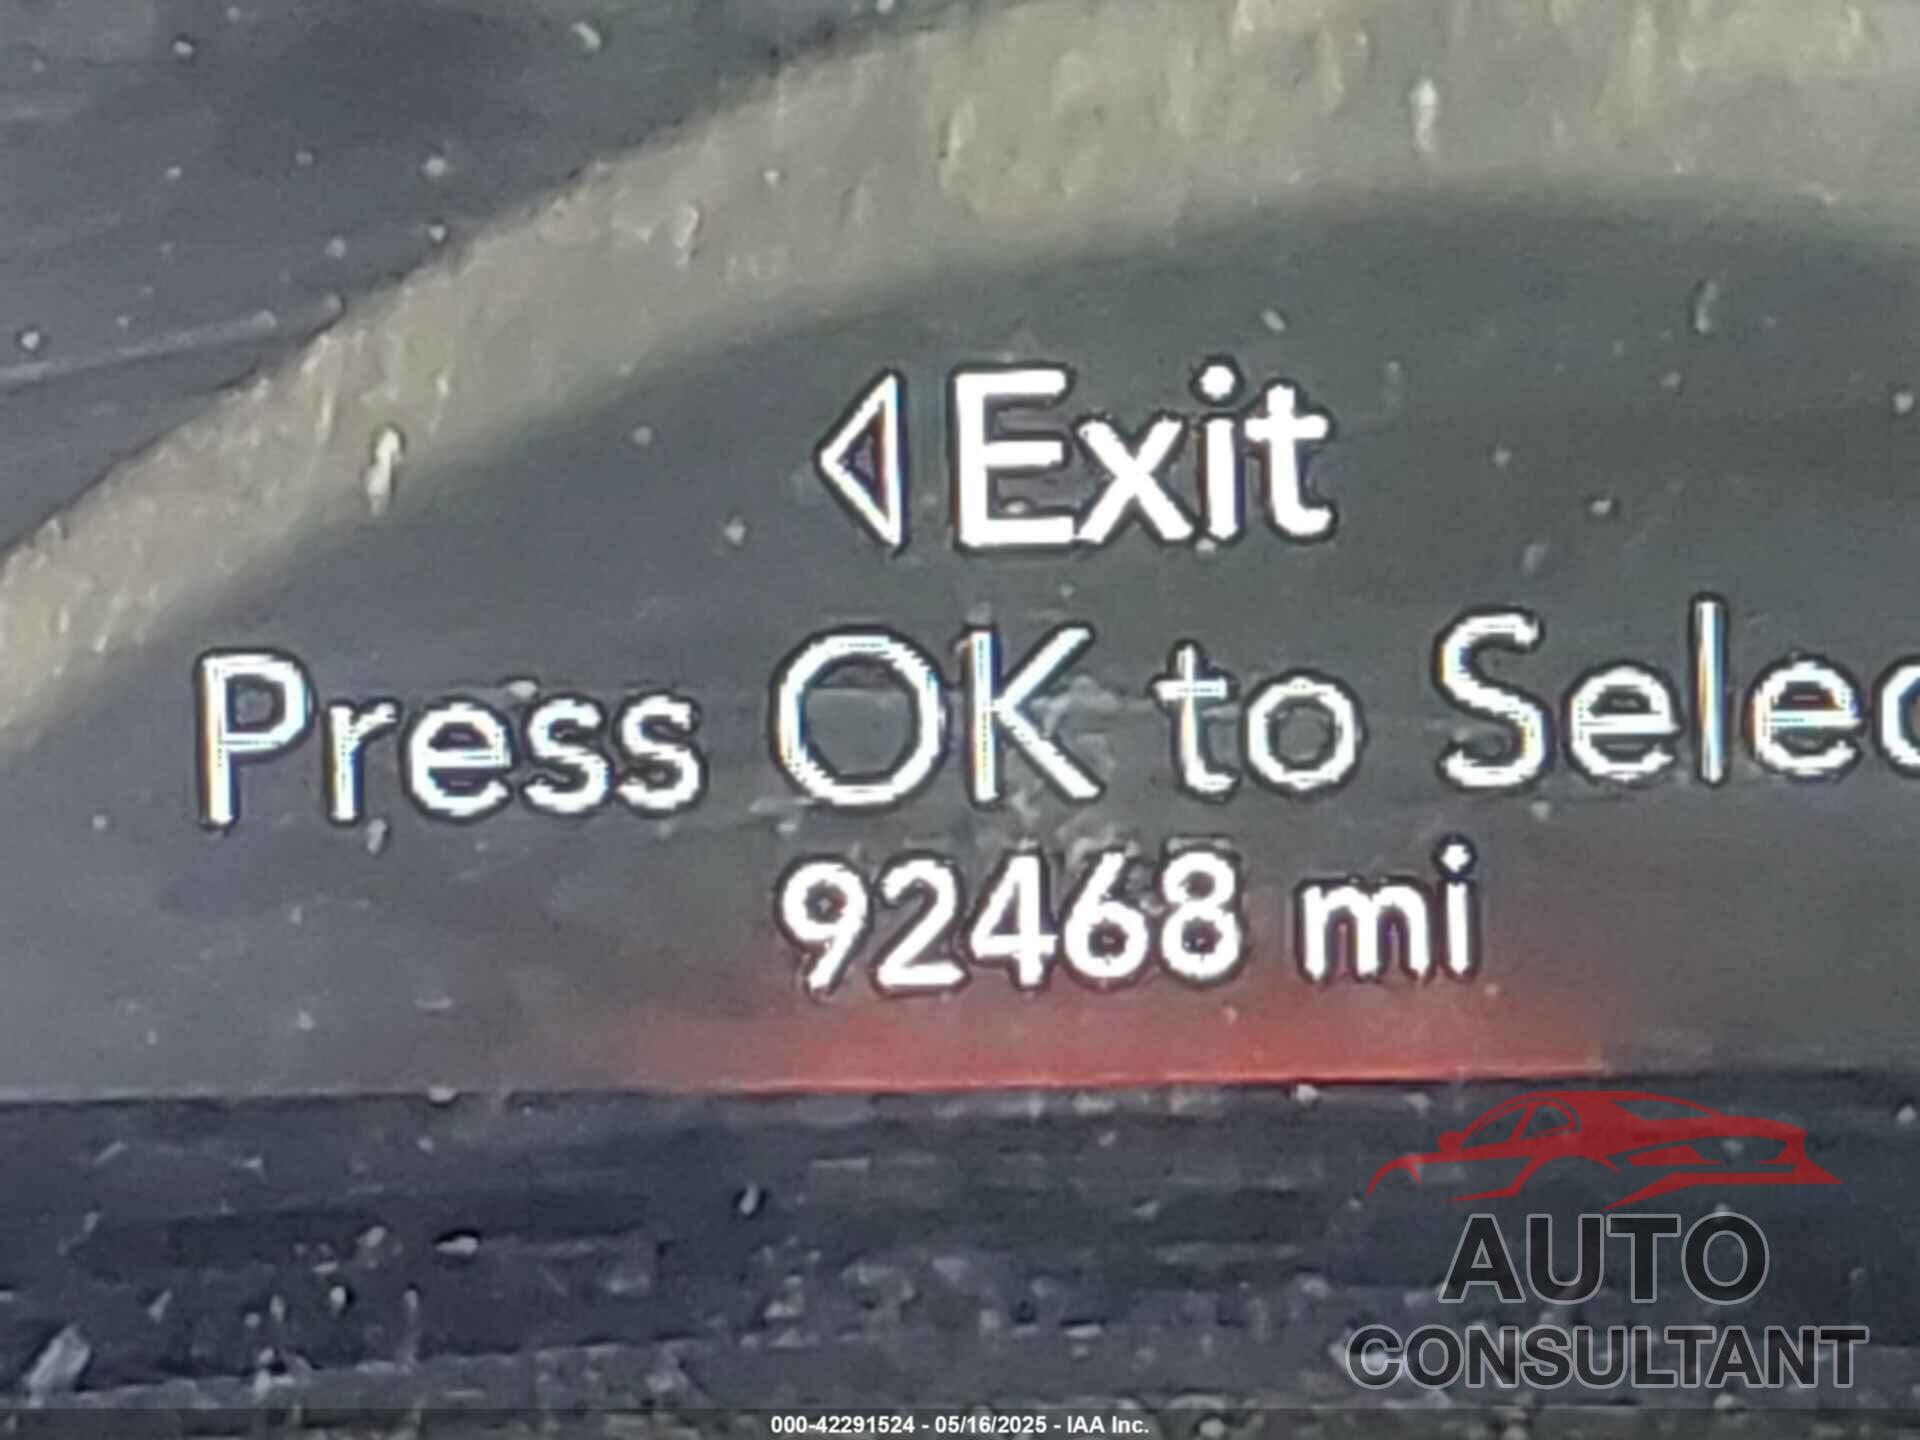 Exit
Press OK to Selec
92468 mi
AUTO
CONSULTANT
000-42291524 - 05/16/2025 - IAA Inc.